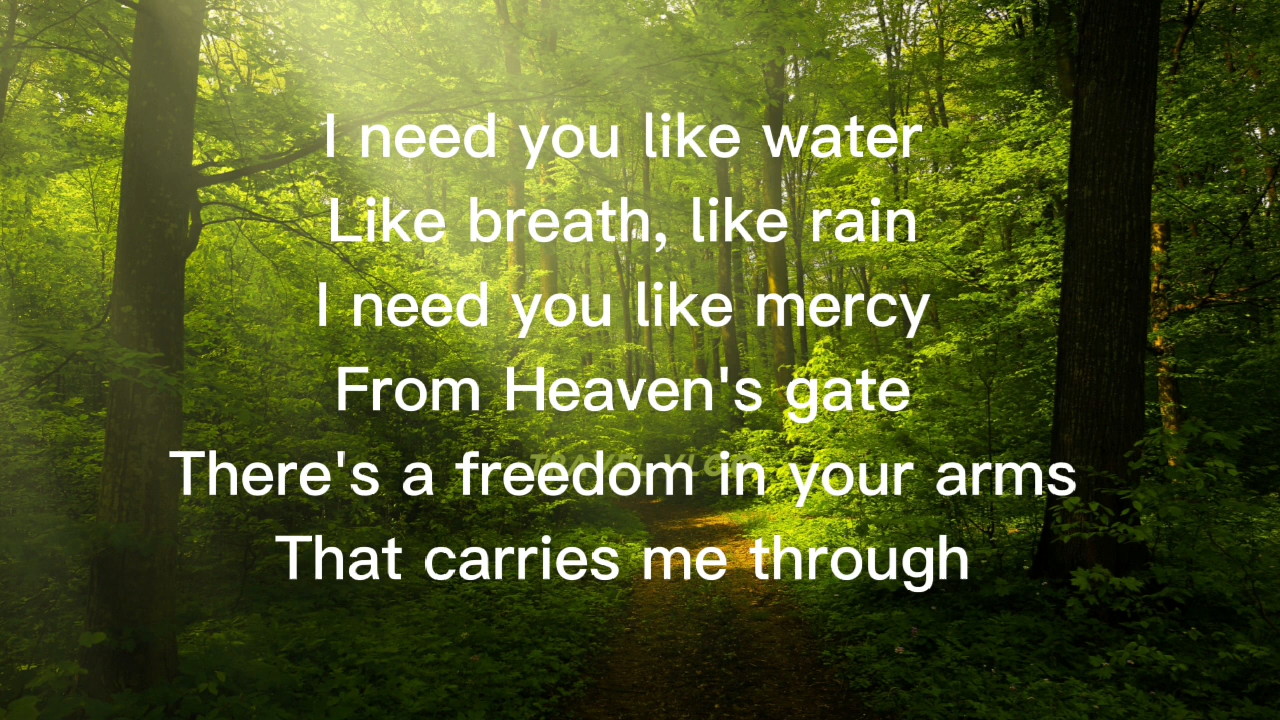 I need you like water
Like breath, like rain
I need you like mercy
From Heaven's gate
There's a freedom in your arms
That carries me through